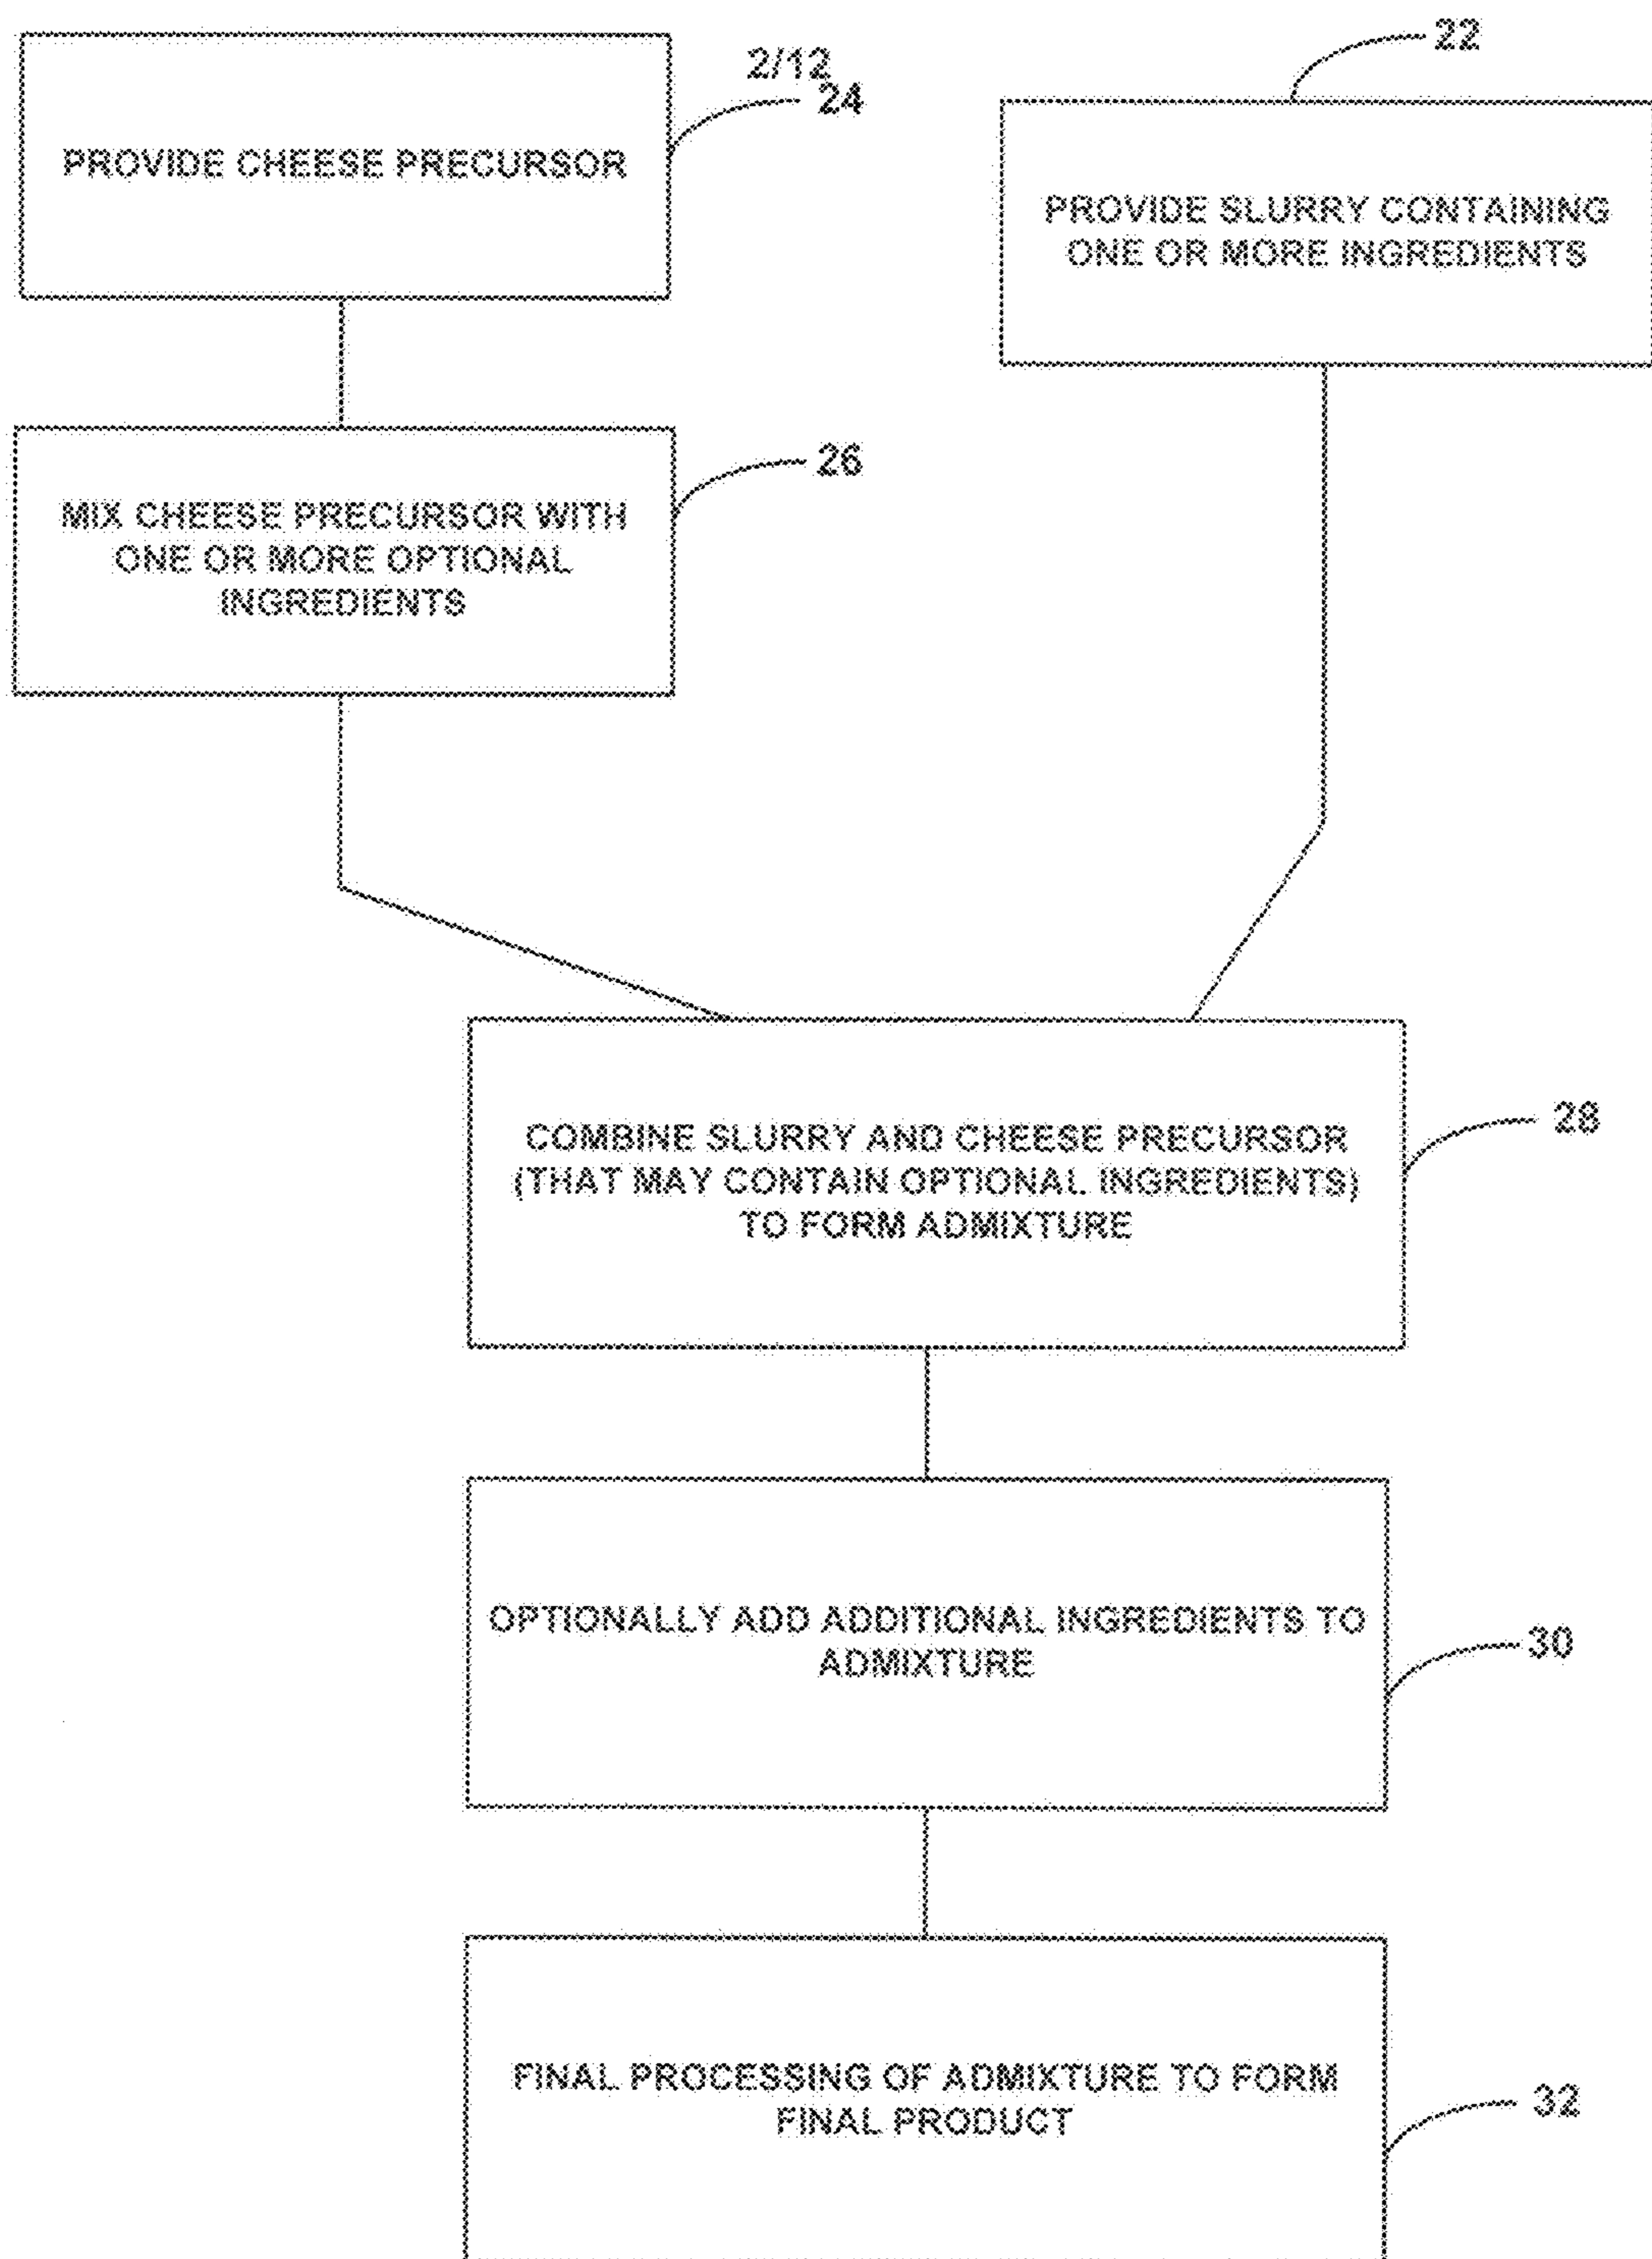 2/12
24
22
PROVIDE CHEESE PRECURSOR
PROVIDE SLURRY CONTAINING
ONE OR MORE INGREDIENTS
26
MIX CHEESE PRECURSOR WITH
ONE OR MORE OPTIONAL
INGREDIENTS
28
COMBINE SLURRY AND CHEESE PRECURSOR
(THAT MAY CONTAIN OPTIONAL INGREDIENTS)
TO FORM ADMIXTURE
30
OPTIONALLY ADD ADDITIONAL INGREDIENTS TO
ADMIXTURE
32
FINAL PROCESSING OF ADMIXTURE TO FORM
FINAL PRODUCT